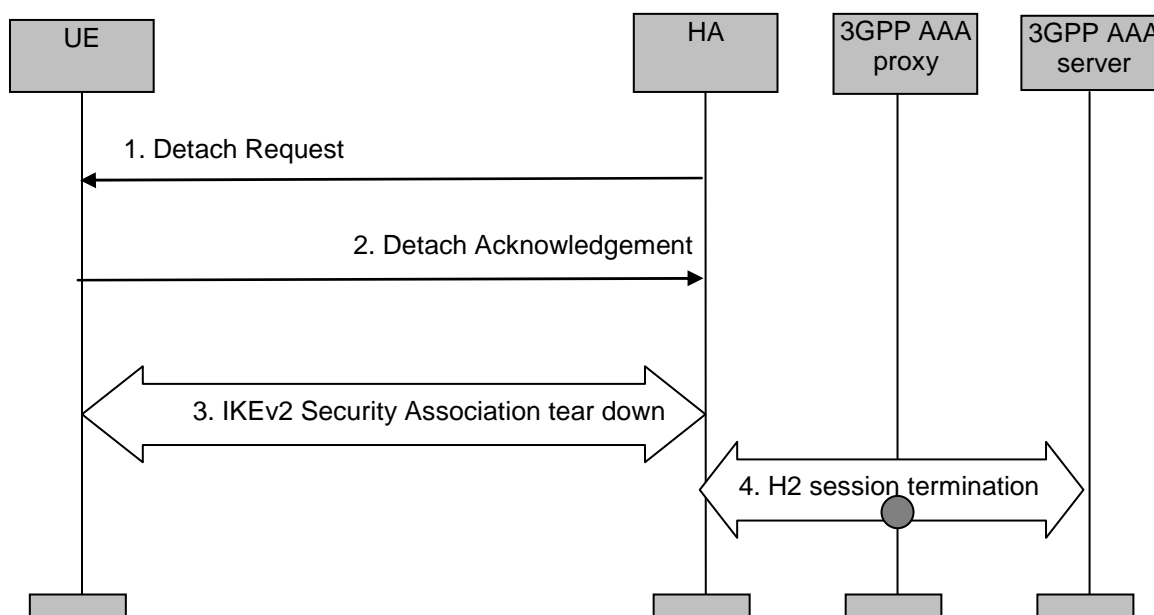 UE
HA
3GPP AAA
proxy
3GPP AAA
server
1. Detach Request
2. Detach Acknowledgement
3. IKEv2 Security Association tear down
4. H2 session termination